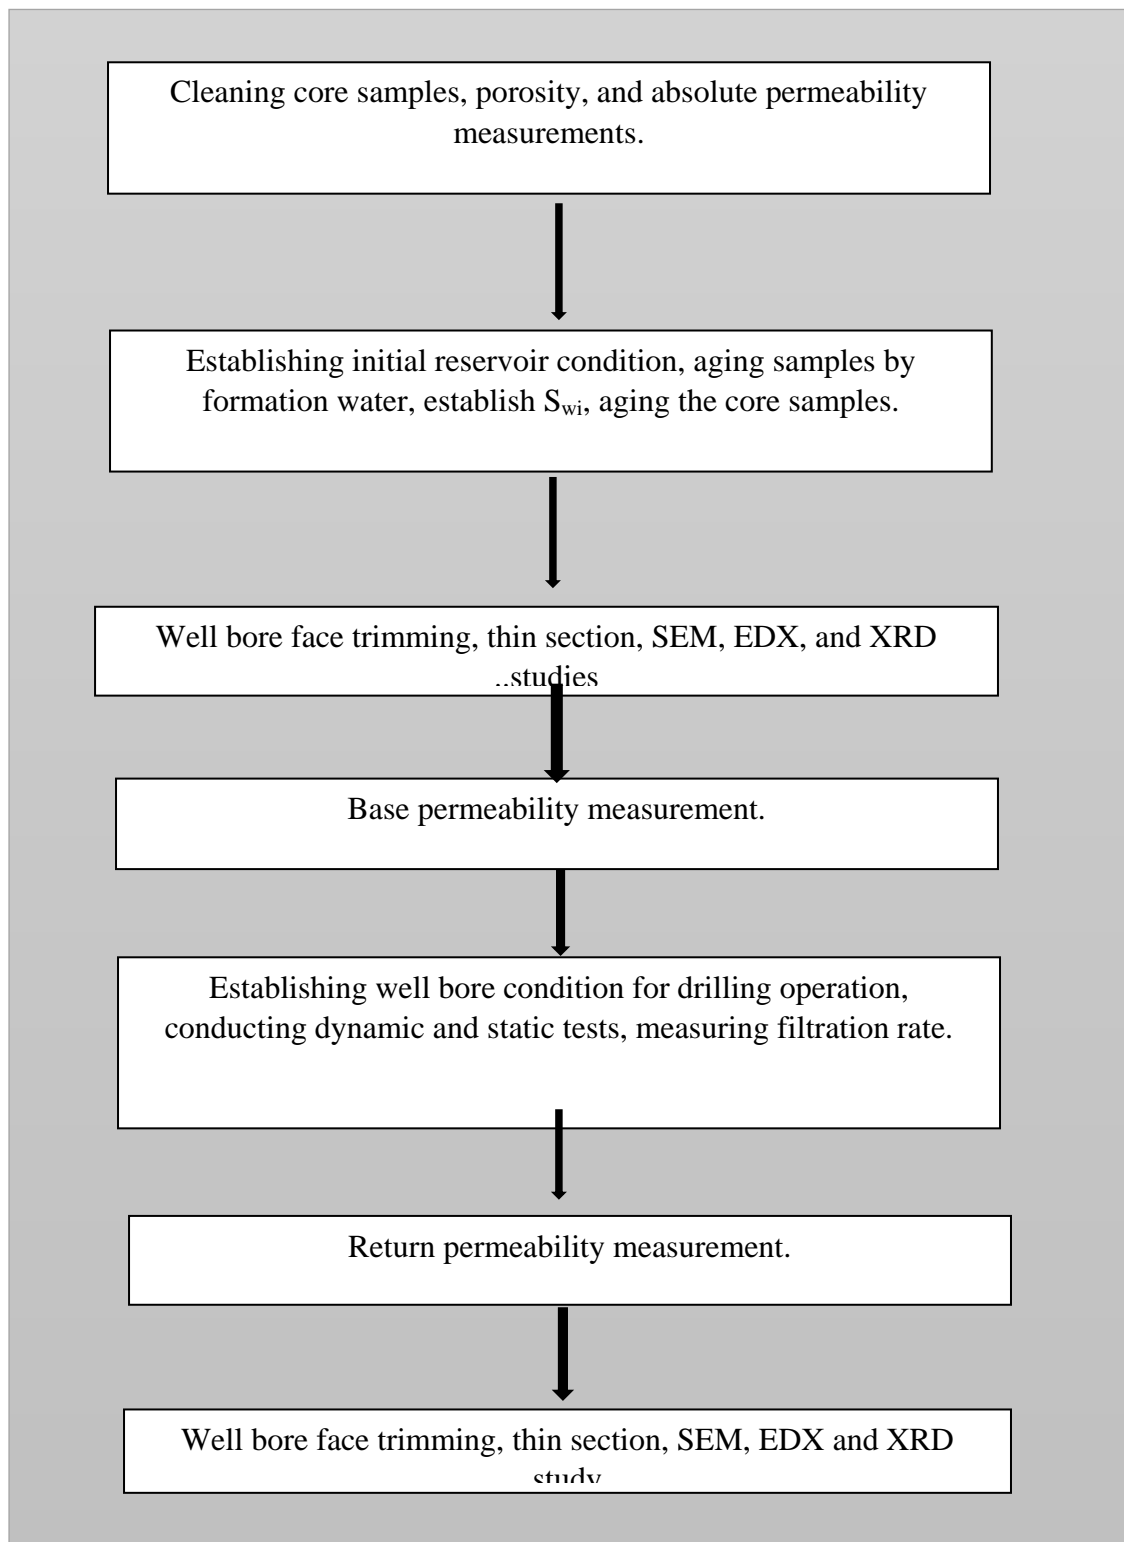 Cleaning core samples, porosity, and absolute permeability
measurements.
Establishing initial reservoir condition, aging samples by
formation water, establish Swi, aging the core samples.
Well bore face trimming, thin section, SEM, EDX, and XRD
..studies
Base permeability measurement.
Establishing well bore condition for drilling operation,
conducting dynamic and static tests, measuring filtration rate.
Return permeability measurement.
Well bore face trimming, thin section, SEM, EDX and XRD
study